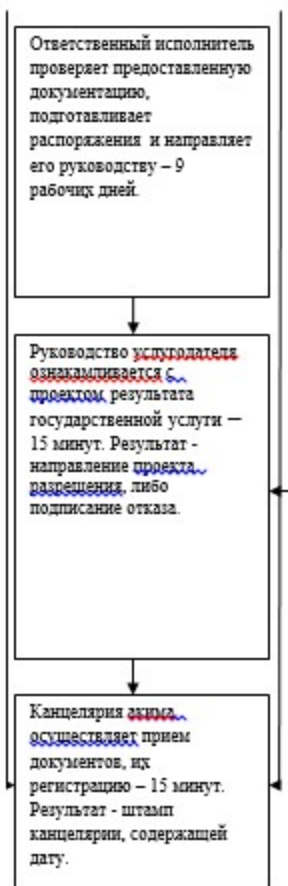 Ответственный исполнитель
проверяет предоставленную
документацию,
подготавливает
распоряжения и направляет
его руководству – 9
рабочих дней.
Руководство услугодателя
ознакамливается с
проектом результата
государственной услуги —
15 минут. Результат -
направление проекта
разрешения, либо
подписание отказа.
Канцелярия акима
осуществляет прием
документов, их
регистрацию – 15 минут.
Результат - штамп
канцелярии, содержащей
дату.